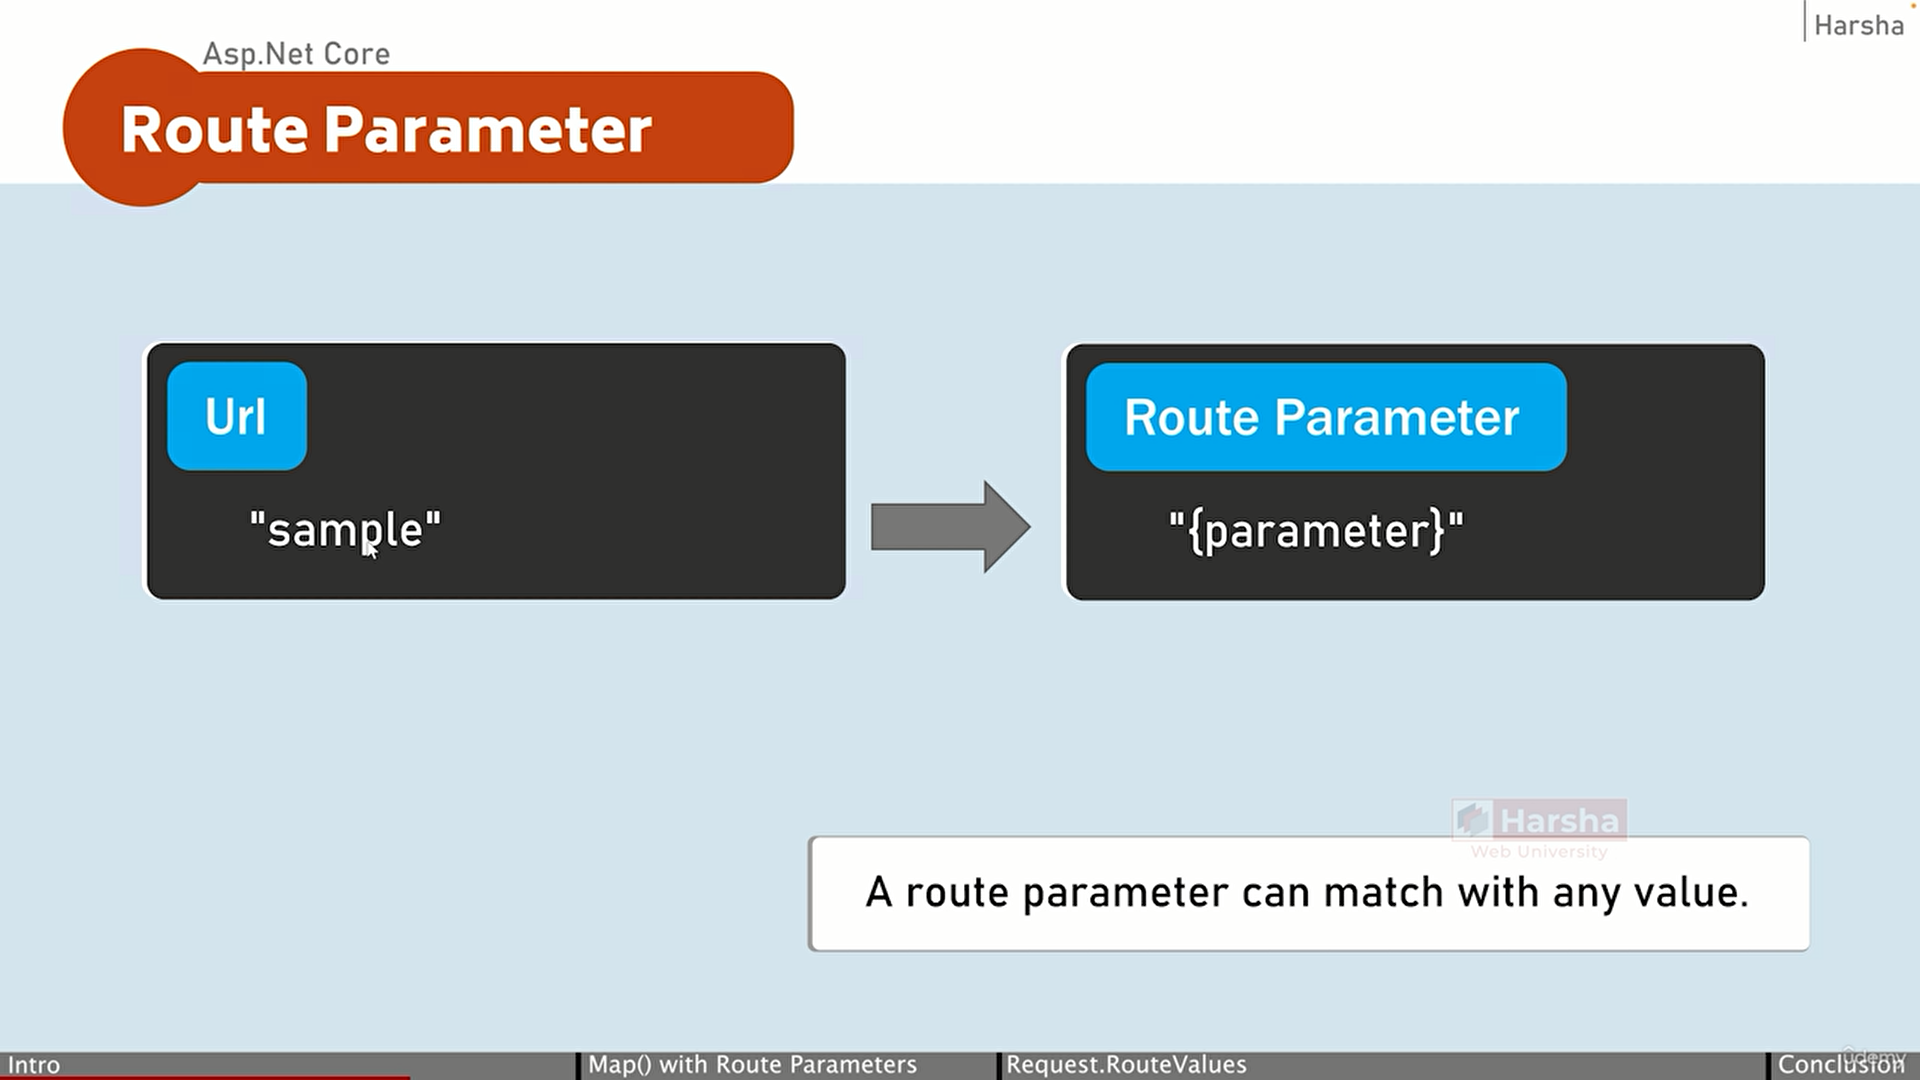 Harsha
Asp.Net Core
Route Parameter
Url
"sample"
Route Parameter
"{parameter}"
Harsha
Web University
A route parameter can match with any value.
Intro
Map() with Route Parameters
Request.RouteValues
Conclusion
ûdemy